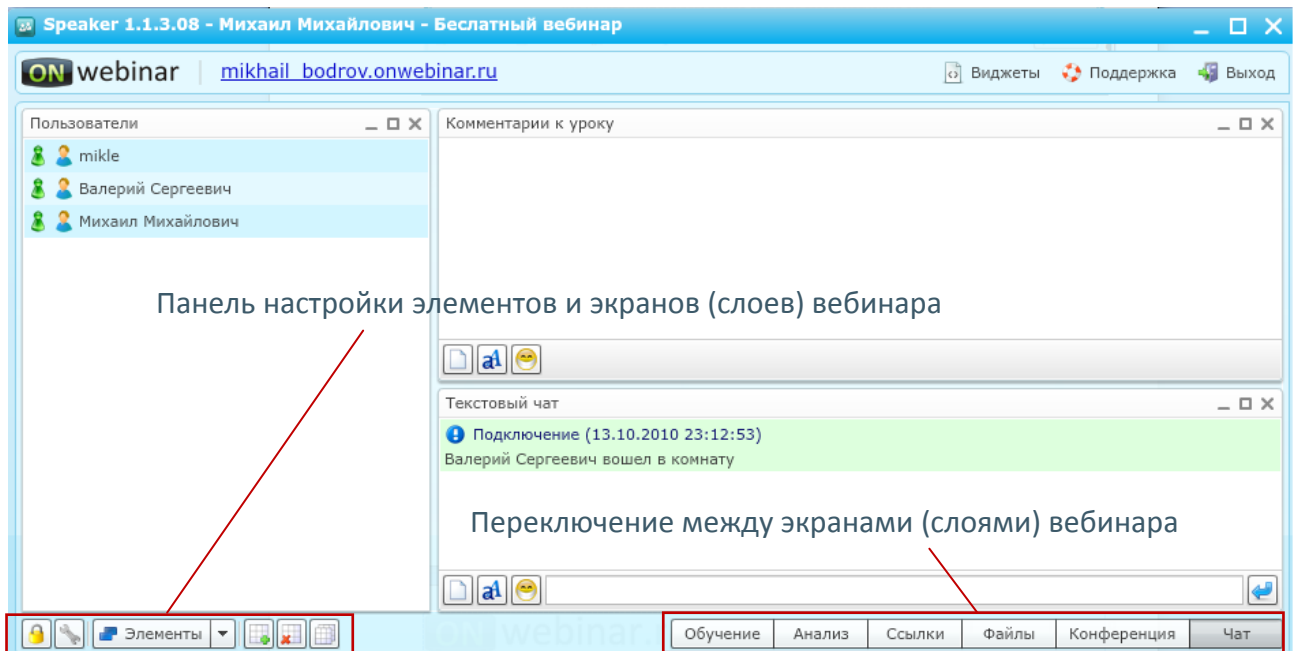 Speaker 1.1.3.08 - Михаил Михайлович - Беслатный вебинар
ON webinar mikhail_bodrov.onwebinar.ru Виджеты Поддержка Выход
Пользователи
mikle
Валерий Сергеевич
Михаил Михайлович
Комментарии к уроку
Панель настройки элементов и экранов (слоев) вебинара
Текстовый чат
Подключение (13.10.2010 23:12:53)
Валерий Сергеевич вошел в комнату
Переключение между экранами (слоями) вебинара
Элементы
Обучение Анализ Ссылки Файлы Конференция Чат